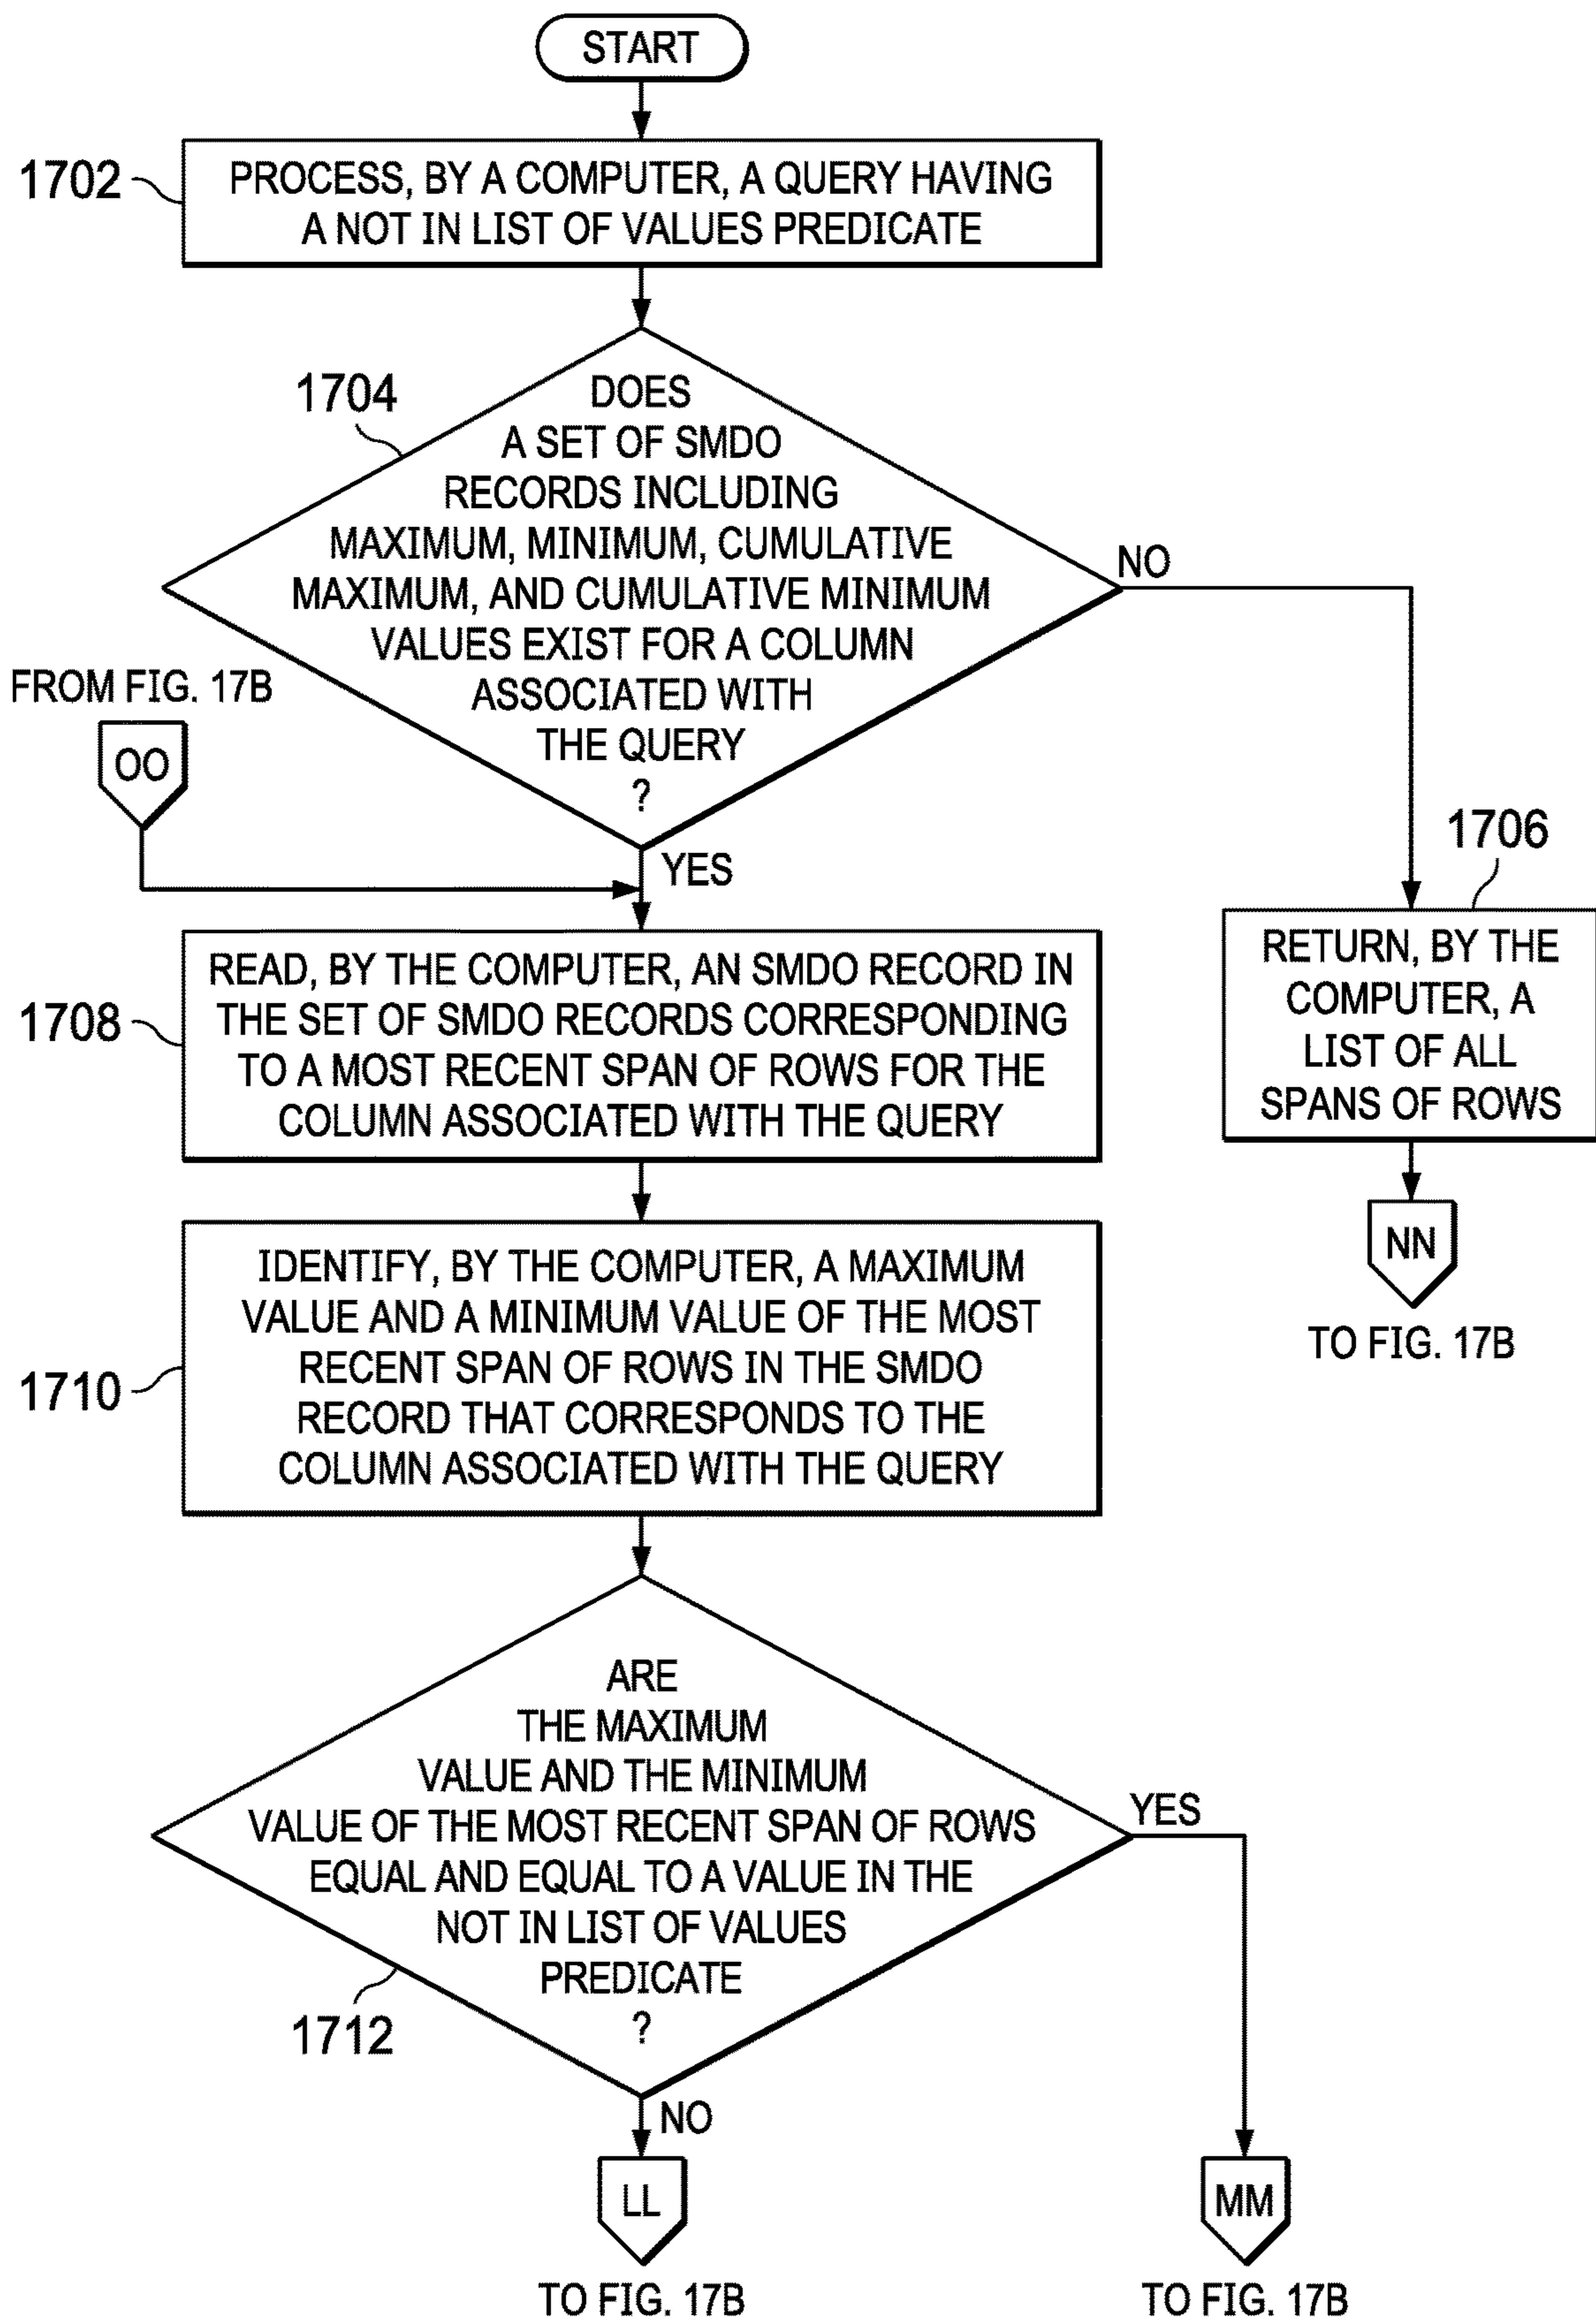 START
1702
PROCESS, BY A COMPUTER, A QUERY HAVING
A NOT IN LIST OF VALUES PREDICATE
1704
DOES
A SET OF SMDO
RECORDS INCLUDING
MAXIMUM, MINIMUM, CUMULATIVE
MAXIMUM, AND CUMULATIVE MINIMUM
VALUES EXIST FOR A COLUMN
ASSOCIATED WITH
THE QUERY
?
NO
FROM FIG. 17B
OO
YES
1706
RETURN, BY THE
COMPUTER, A
LIST OF ALL
SPANS OF ROWS
NN
TO FIG. 17B
1708
READ, BY THE COMPUTER, AN SMDO RECORD IN
THE SET OF SMDO RECORDS CORRESPONDING
TO A MOST RECENT SPAN OF ROWS FOR THE
COLUMN ASSOCIATED WITH THE QUERY
1710
IDENTIFY, BY THE COMPUTER, A MAXIMUM
VALUE AND A MINIMUM VALUE OF THE MOST
RECENT SPAN OF ROWS IN THE SMDO
RECORD THAT CORRESPONDS TO THE
COLUMN ASSOCIATED WITH THE QUERY
ARE
THE MAXIMUM
VALUE AND THE MINIMUM
VALUE OF THE MOST RECENT SPAN OF ROWS
EQUAL AND EQUAL TO A VALUE IN THE
NOT IN LIST OF VALUES
PREDICATE
?
1712
YES
NO
LL
TO FIG. 17B
MM
TO FIG. 17B